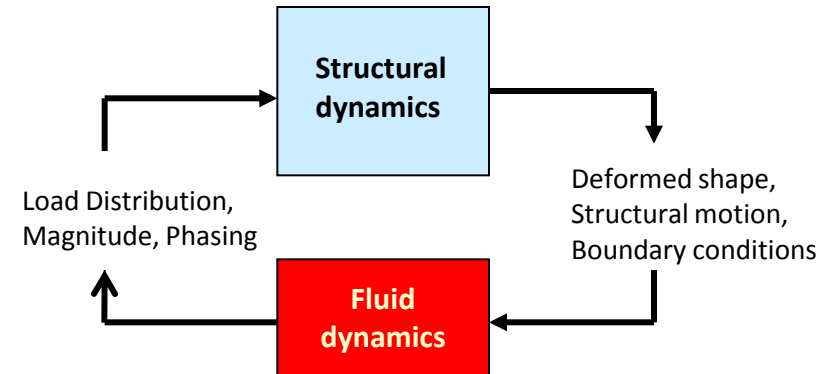 Structural
dynamics
Load Distribution,
Magnitude, Phasing
Deformed shape,
Structural motion,
Boundary conditions
Fluid
dynamics